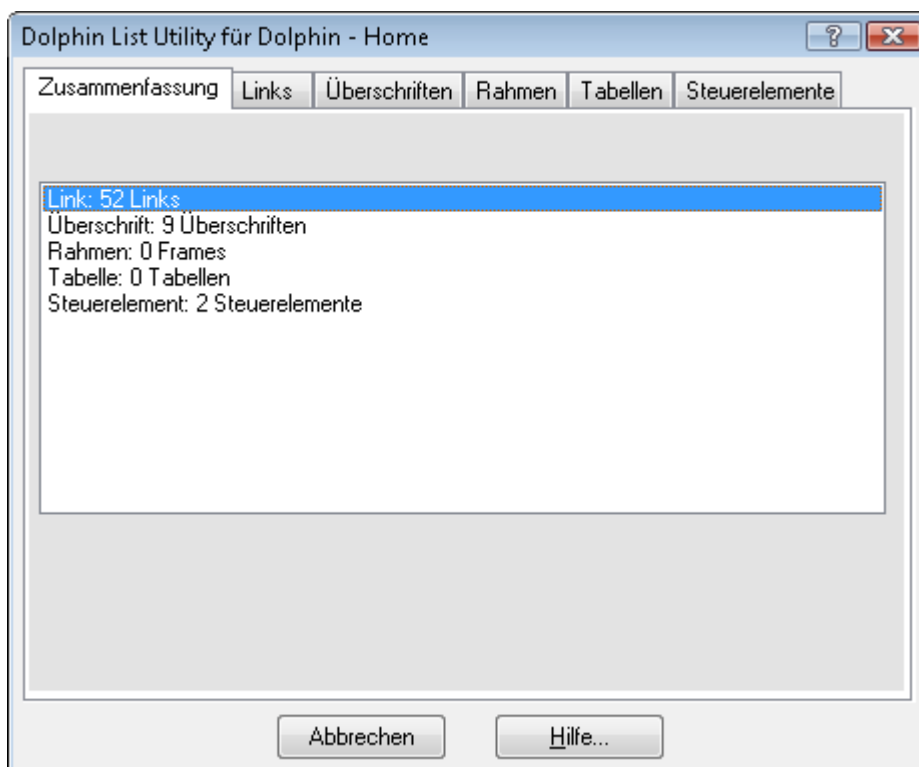 Dolphin List Utility für Dolphin - Home
Zusammenfassung Links Überschriften Rahmen Tabellen Steuerelemente
Link: 52 Links
Überschrift: 9 Überschriften
Rahmen: 0 Frames
Tabelle: 0 Tabellen
Steuerelement: 2 Steuerelemente
Abbrechen Hilfe...